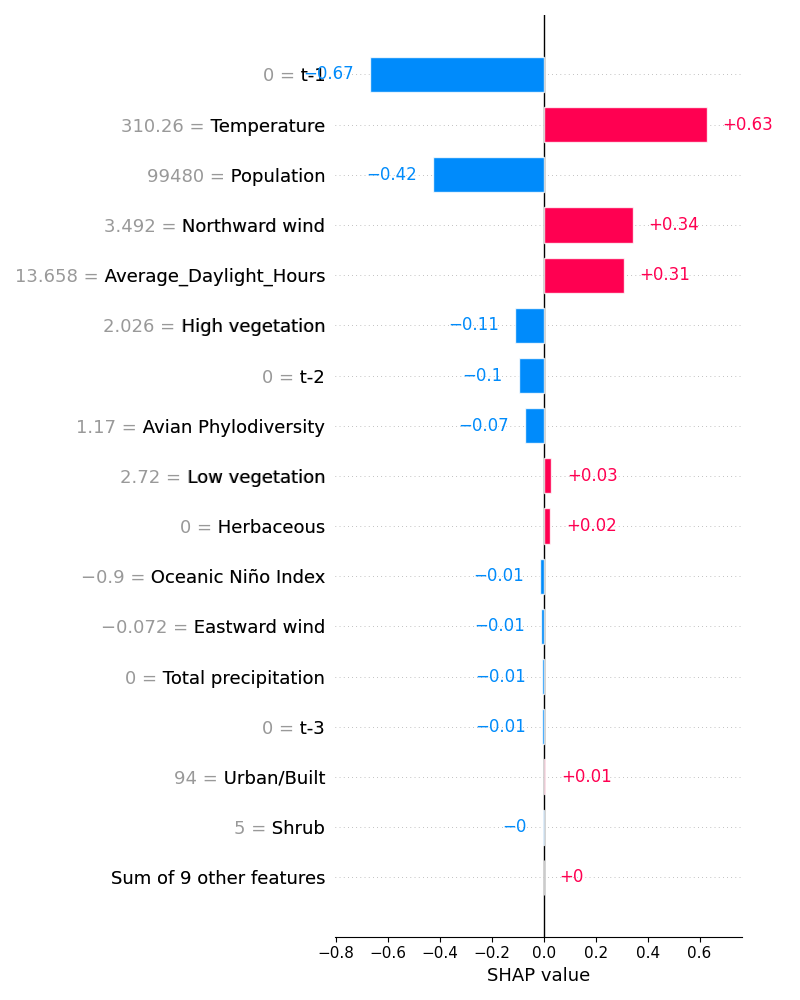 0 = t-1 −0.67
310.26 = Temperature +0.63
99480 = Population −0.42
3.492 = Northward wind +0.34
13.658 = Average_Daylight_Hours +0.31
2.026 = High vegetation −0.11
0 = t-2 −0.1
1.17 = Avian Phylodiversity −0.07
2.72 = Low vegetation +0.03
0 = Herbaceous +0.02
−0.9 = Oceanic Niño Index −0.01
−0.072 = Eastward wind −0.01
0 = Total precipitation −0.01
0 = t-3 −0.01
94 = Urban/Built +0.01
5 = Shrub −0
Sum of 9 other features +0
−0.8 −0.6 −0.4 −0.2 0.0 0.2 0.4 0.6
SHAP value